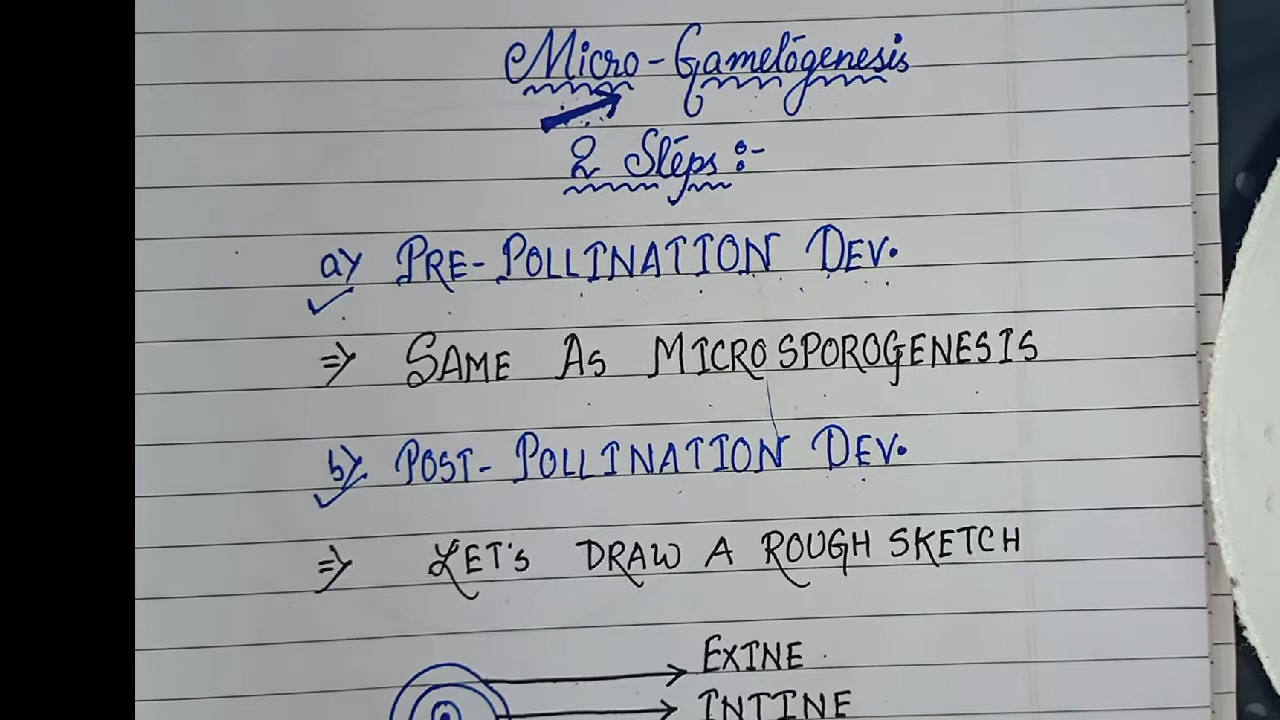 Micro-Gametogenesis
2 Steps:-
a) PRE-POLLINATION DEV.
⇒ SAME AS MICROSPOROGENESIS
b) POST-POLLINATION DEV.
⇒ LET'S DRAW A ROUGH SKETCH
EXINE
INTINE